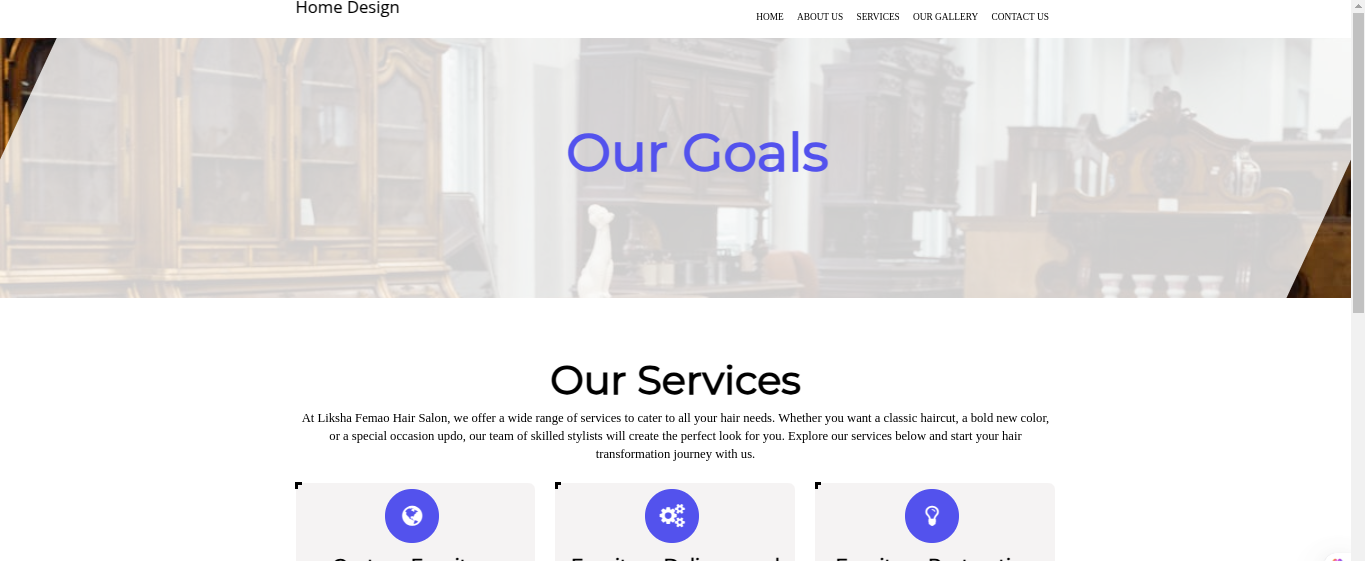 Home Design
HOME ABOUT US SERVICES OUR GALLERY CONTACT US
Our Goals
Our Services
At Liksha Femao Hair Salon, we offer a wide range of services to cater to all your hair needs. Whether you want a classic haircut, a bold new color,
or a special occasion updo, our team of skilled stylists will create the perfect look for you. Explore our services below and start your hair
transformation journey with us.